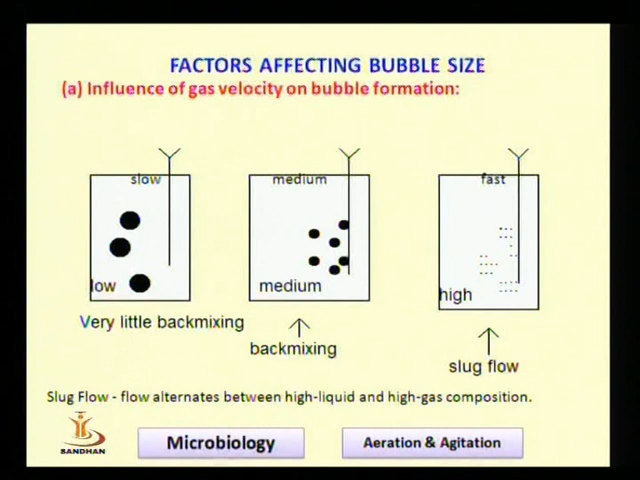 FACTORS AFFECTING BUBBLE SIZE
(a) Influence of gas velocity on bubble formation:
slow
medium
fast
low
medium
high
Very little backmixing
backmixing
slug flow
Slug Flow - flow alternates between high-liquid and high-gas composition.
BANDHAN
Microbiology
Aeration & Agitation